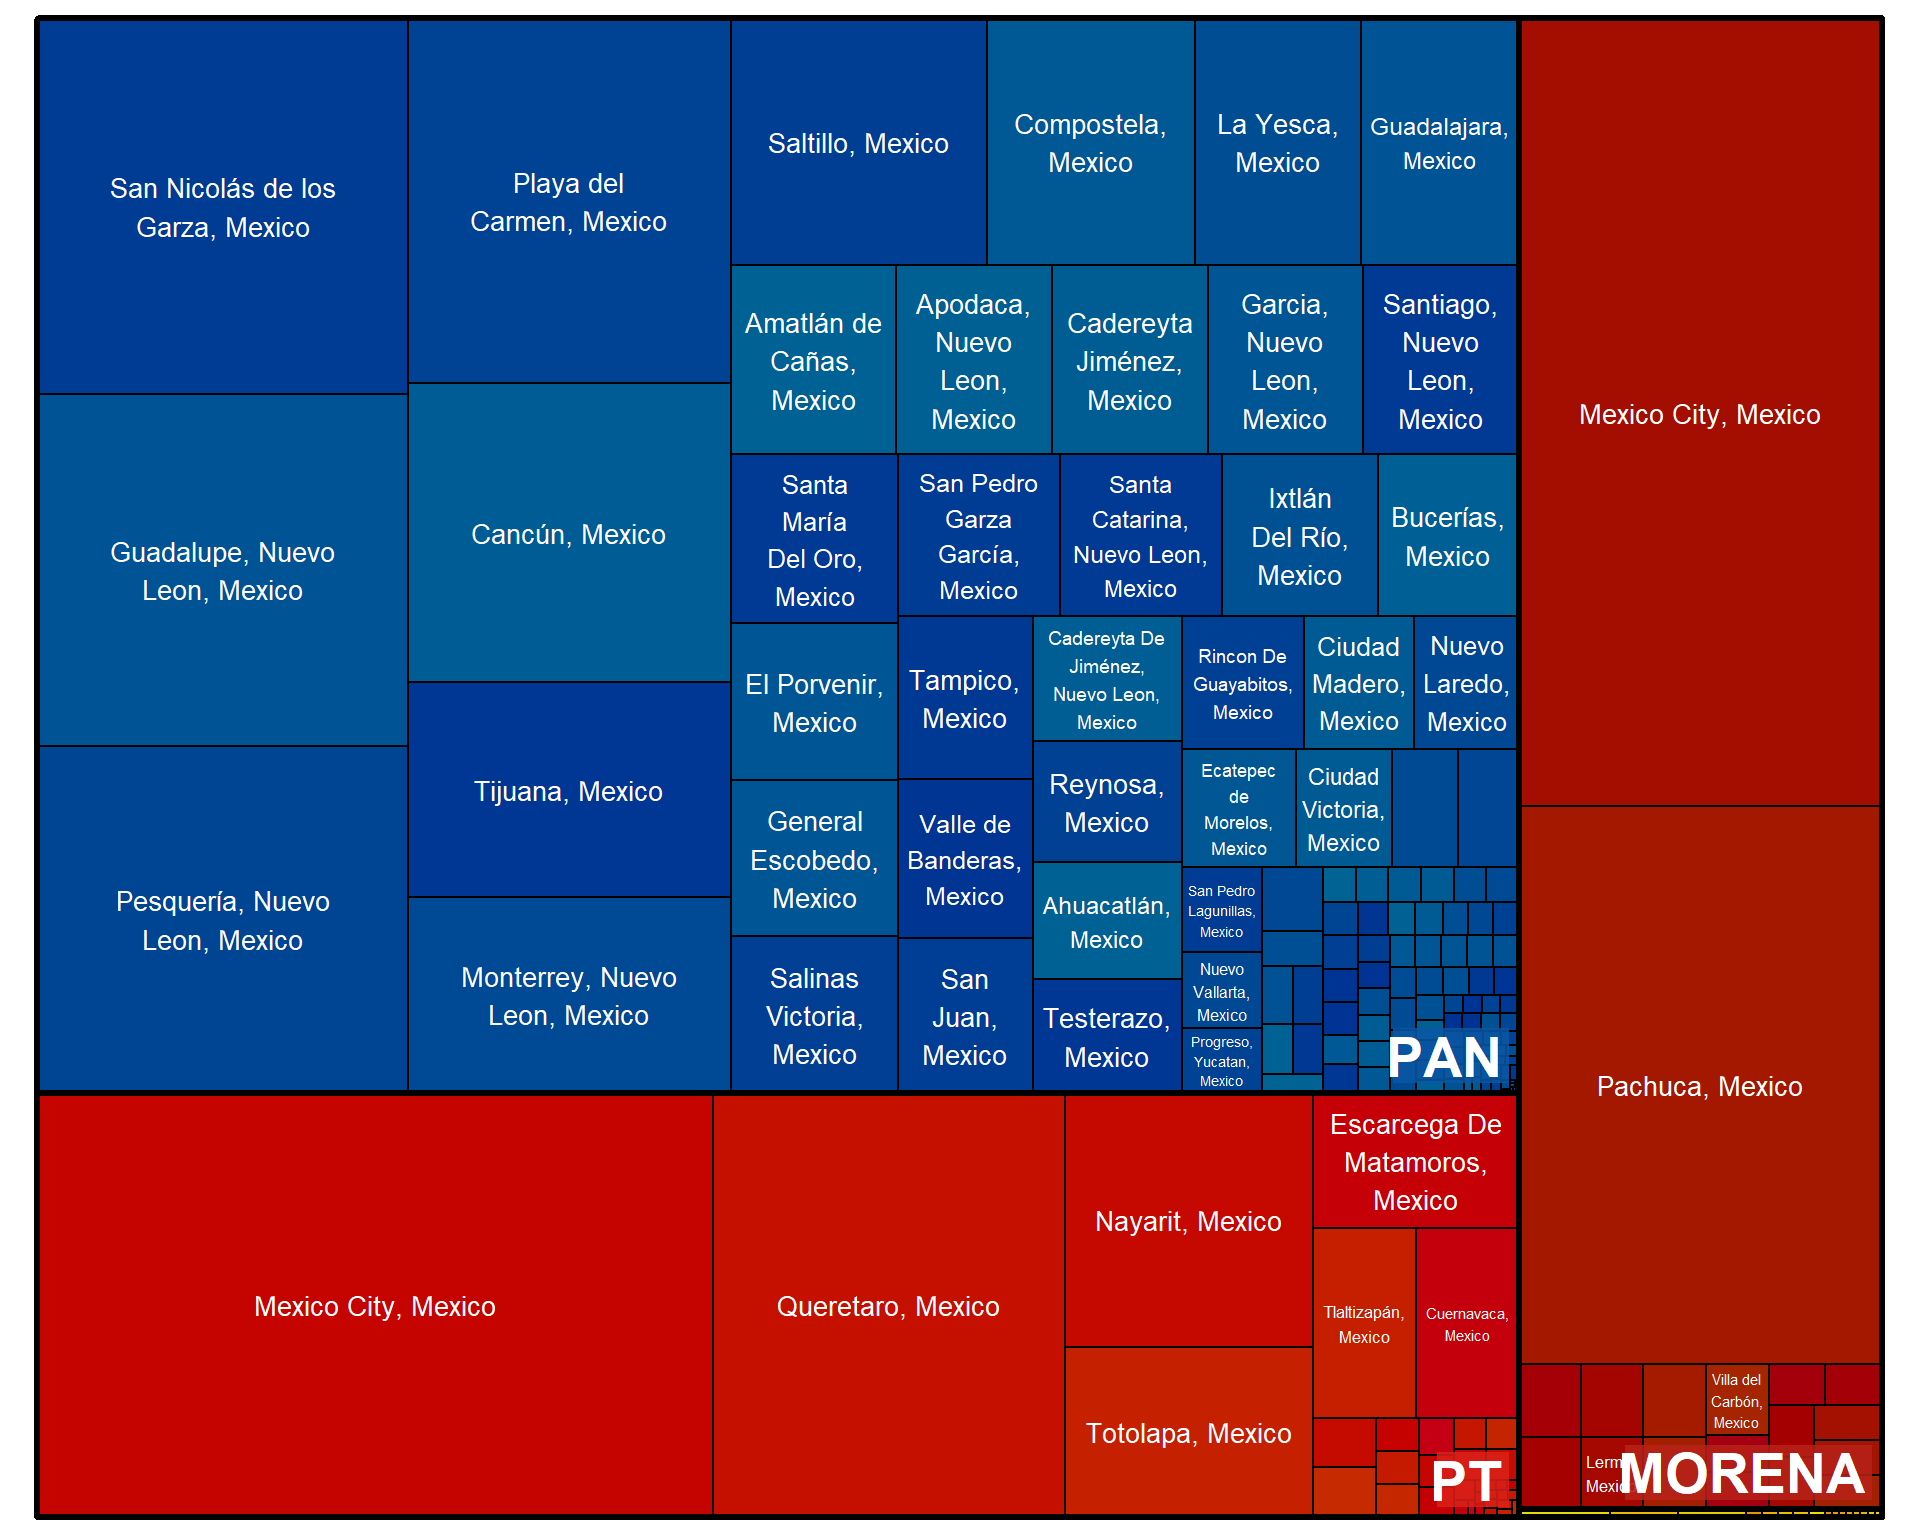 San Nicolás de los
Garza, Mexico
Guadalupe, Nuevo
Leon, Mexico
Pesquería, Nuevo
Leon, Mexico
Playa del
Carmen, Mexico
Cancún, Mexico
Tijuana, Mexico
Monterrey, Nuevo
Leon, Mexico
Saltillo, Mexico
Compostela,
Mexico
La Yesca,
Mexico
Guadalajara,
Mexico
Amatlán de
Cañas,
Mexico
Apodaca,
Nuevo
Leon,
Mexico
Cadereyta
Jiménez,
Mexico
Garcia,
Nuevo
Leon,
Mexico
Santiago,
Nuevo
Leon,
Mexico
Santa
María
Del Oro,
Mexico
San Pedro
Garza
García,
Mexico
Santa
Catarina,
Nuevo Leon,
Mexico
Ixtlán
Del Río,
Mexico
Bucerías,
Mexico
El Porvenir,
Mexico
General
Escobedo,
Mexico
Salinas
Victoria,
Mexico
Tampico,
Mexico
Valle de
Banderas,
Mexico
San
Juan,
Mexico
Cadereyta De
Jiménez,
Nuevo Leon,
Mexico
Reynosa,
Mexico
Ahuacatlán,
Mexico
Testerazo,
Mexico
Rincon De
Guayabitos,
Mexico
Ciudad
Madero,
Mexico
Nuevo
Laredo,
Mexico
Ecatepec
de
Morelos,
Mexico
Ciudad
Victoria,
Mexico
San Pedro
Lagunillas,
Mexico
Nuevo
Vallarta,
Mexico
Progreso,
Yucatan,
Mexico
PAN
Mexico City, Mexico
Queretaro, Mexico
Nayarit, Mexico
Totolapa, Mexico
Escarcega De
Matamoros,
Mexico
Tlaltizapán,
Mexico
Cuernavaca,
Mexico
PT
Mexico City, Mexico
Pachuca, Mexico
Villa del
Carbón,
Mexico
MORENA